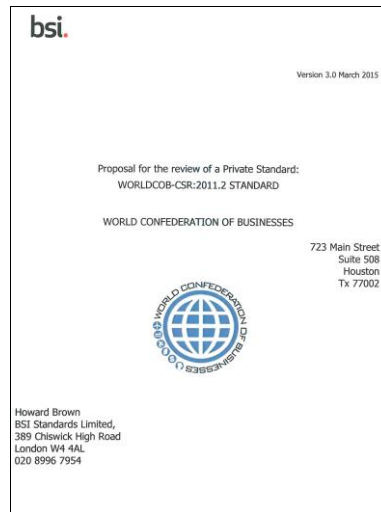 bsi.
Version 3.0 March 2015
Proposal for the review of a Private Standard:
WORLDCOB-CSR:2011.2 STANDARD
WORLD CONFEDERATION OF BUSINESSES
723 Main Street
Suite 508
Houston
Tx 77002
WORLD CONFEDERATION OF BUSINESSES
Howard Brown
BSI Standards Limited,
389 Chiswick High Road
London W4 4AL
020 8996 7954